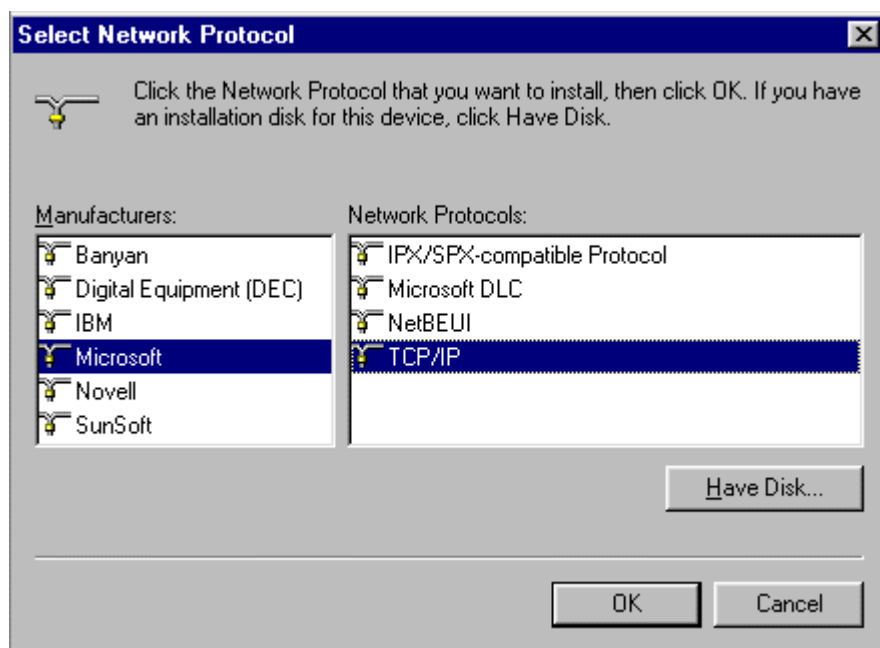 Select Network Protocol
Click the Network Protocol that you want to install, then click OK. If you have
an installation disk for this device, click Have Disk.
Manufacturers:
Banyan
Digital Equipment (DEC)
IBM
Microsoft
Novell
SunSoft
Network Protocols:
IPX/SPX-compatible Protocol
Microsoft DLC
NetBEUI
TCP/IP
Have Disk...
OK
Cancel